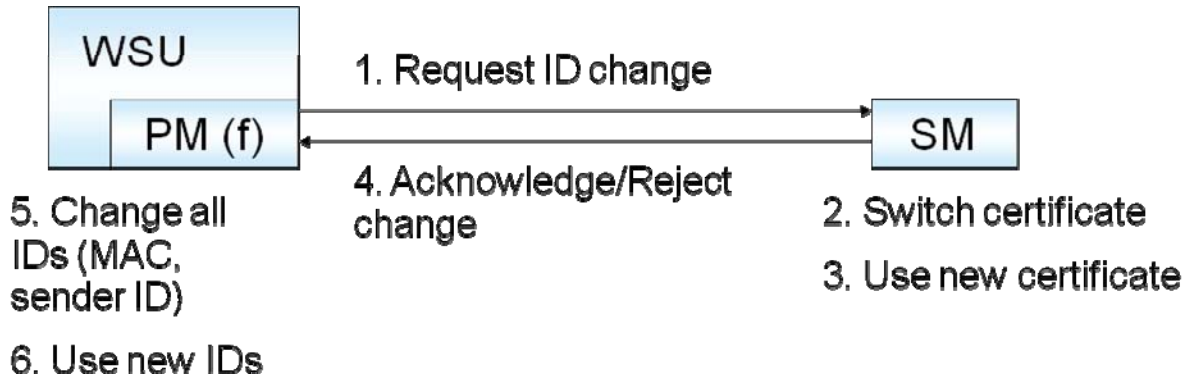 WSU
PM (f)
1. Request ID change
SM
4. Acknowledge/Reject
change
5. Change all
IDs (MAC,
sender ID)
6. Use new IDs
2. Switch certificate
3. Use new certificate